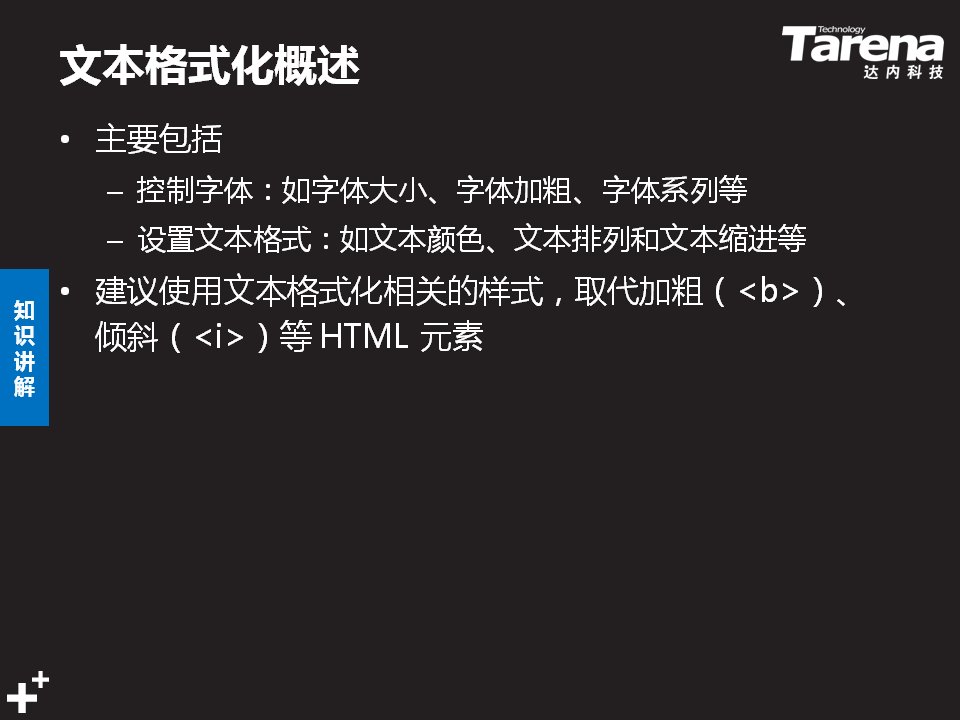 文本格式化概述
Technology
Tarena
达内科技
• 主要包括
– 控制字体：如字体大小、字体加粗、字体系列等
– 设置文本格式：如文本颜色、文本排列和文本缩进等
• 建议使用文本格式化相关的样式，取代加粗（<b>）、
倾斜（<i>）等 HTML 元素
知
识
讲
解